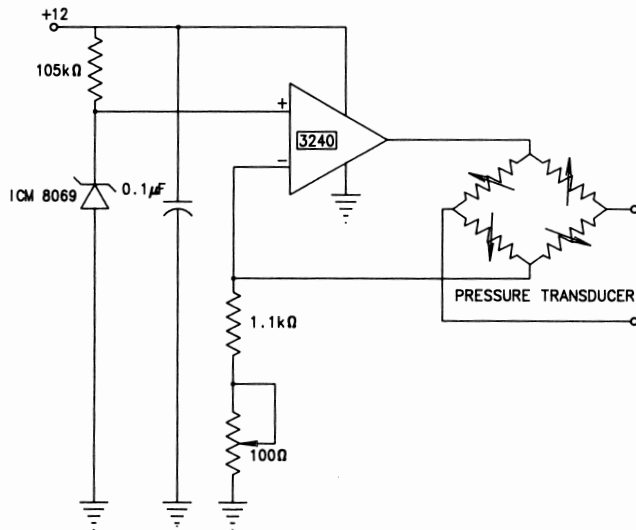 +12
105kΩ
+
3240
−
ICM 8069
0.1µF
PRESSURE TRANSDUCER
1.1kΩ
100Ω